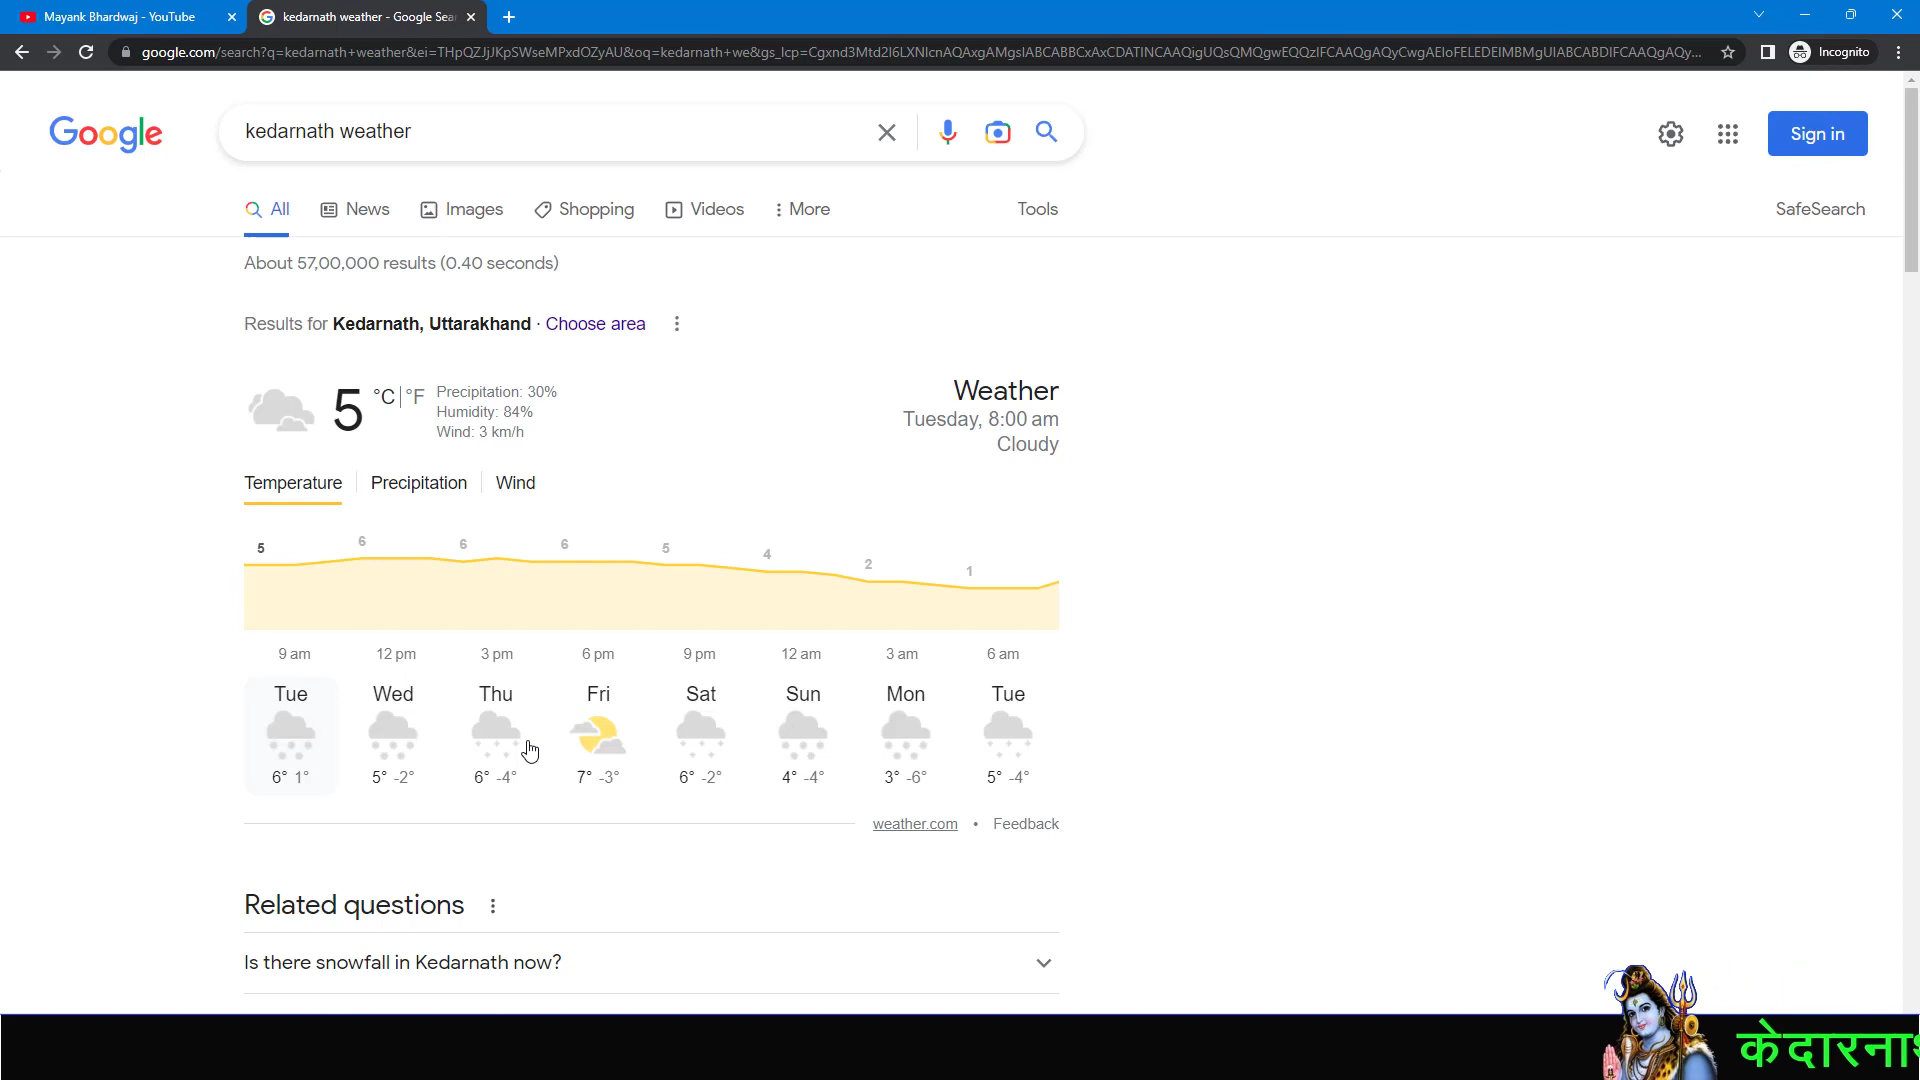 Mayank Bhardwaj - YouTube
kedarnath weather - Google Sea
google.com/search?q=kedarnath+weather&ei=THpQZJjJKpSWseMPxdOZyAU&oq=kedarnath+we&gs_lcp=Cgxnd3Mtd2l6LXNlcnAQAxgAMgsIABCABBCxAxCDATINCAAQigUQsQMQgwEQQzIFCAAQgAQyCwgAEIoFELEDEIMBMgUIABCABDIFCAAQgAQy...
Incognito
Google
kedarnath weather
Sign in
All
News
Images
Shopping
Videos
More
Tools
SafeSearch
About 57,00,000 results (0.40 seconds)
Results for Kedarnath, Uttarakhand · Choose area
5 °C | °F
Precipitation: 30%
Humidity: 84%
Wind: 3 km/h
Weather
Tuesday, 8:00 am
Cloudy
Temperature
Precipitation
Wind
5 6 6 6 5 4 2 1
9 am 12 pm 3 pm 6 pm 9 pm 12 am 3 am 6 am
Tue Wed Thu Fri Sat Sun Mon Tue
6° 1° 5° -2° 6° -4° 7° -3° 6° -2° 4° -4° 3° -6° 5° -4°
weather.com • Feedback
Related questions
Is there snowfall in Kedarnath now?